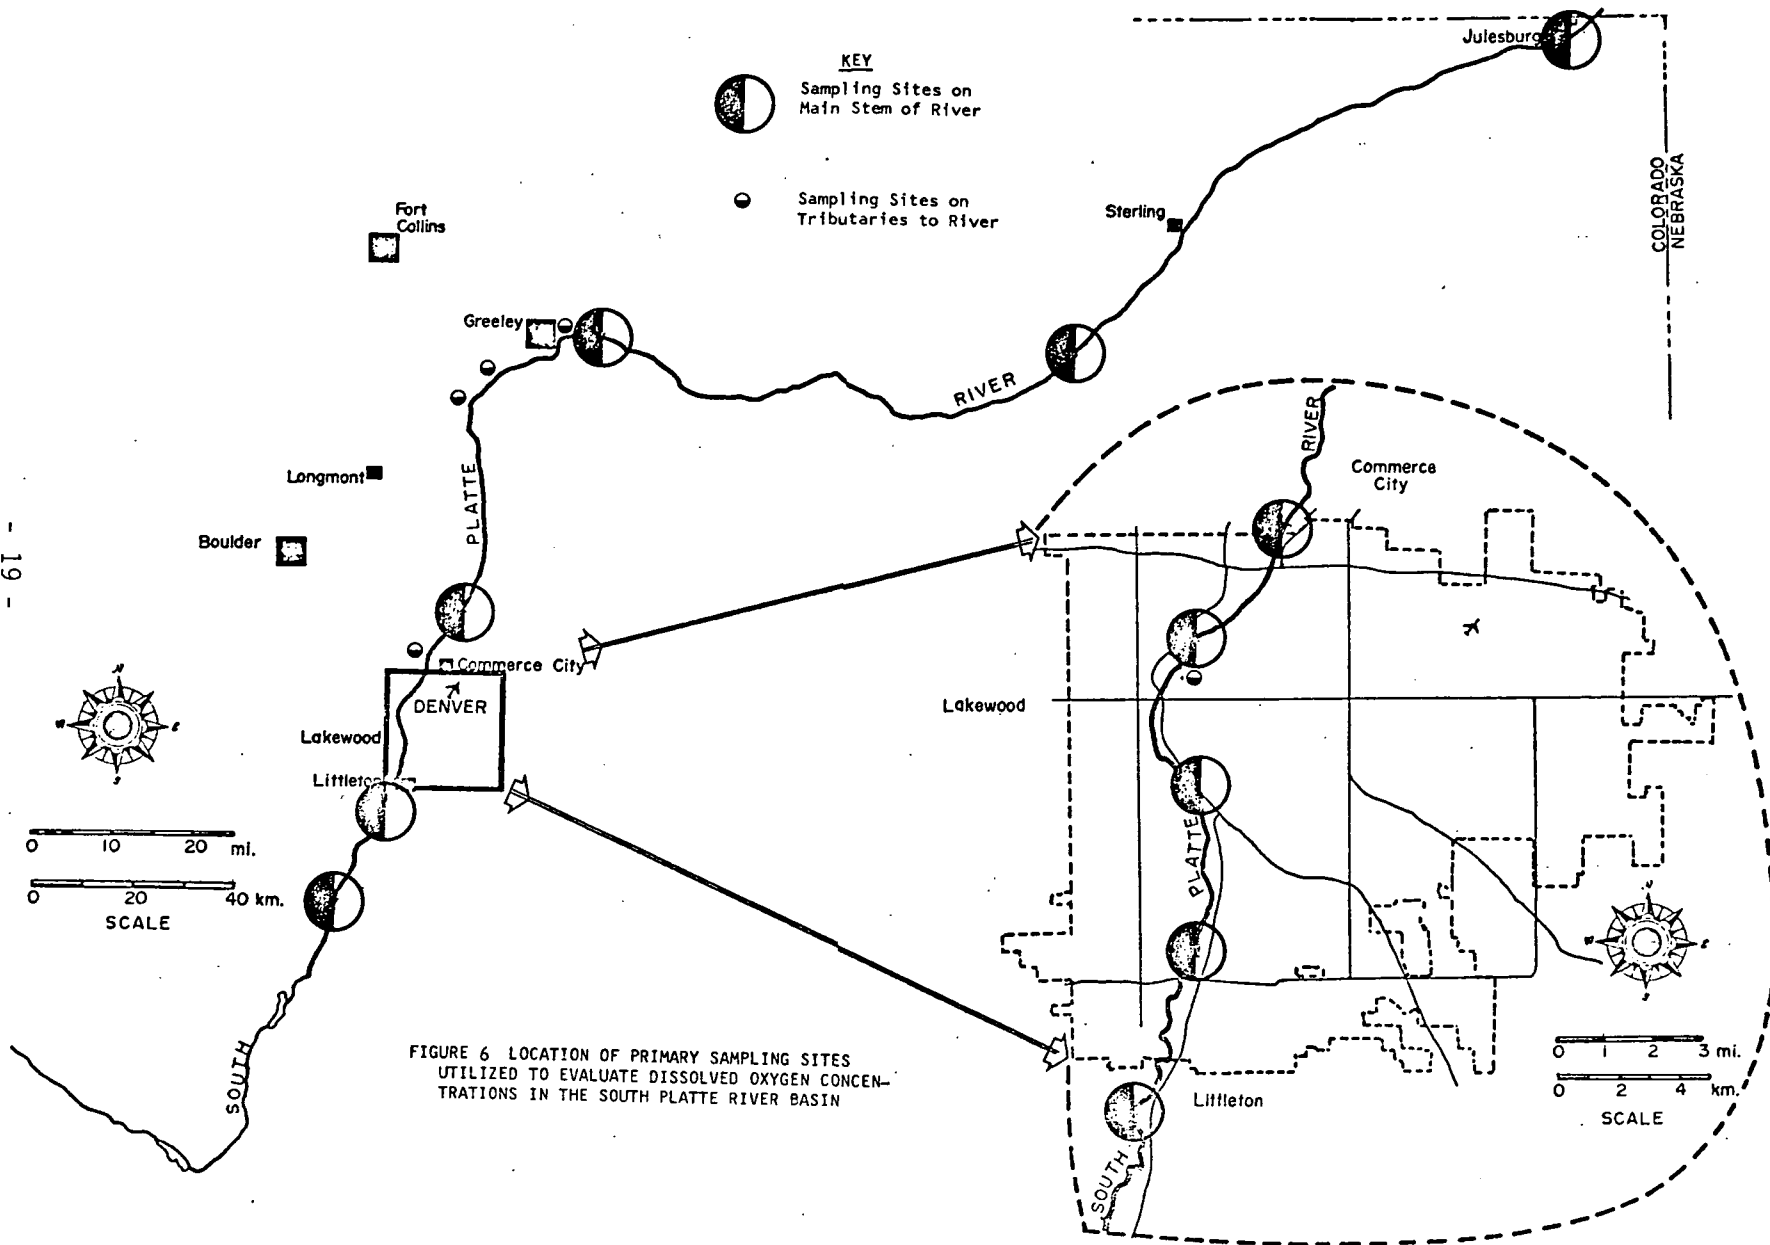 KEY
Sampling Sites on
Main Stem of River
Sampling Sites on
Tributaries to River
Julesburg
COLORADO
NEBRASKA
Sterling
Fort
Collins
Greeley
RIVER
PLATTE
Longmont
Boulder
Commerce City
DENVER
Lakewood
Littleton
N
W
E
S
0 10 20 mi.
0 20 40 km.
SCALE
SOUTH
RIVER
Commerce
City
Lakewood
PLATTE
Littleton
SOUTH
N
W
E
S
0 1 2 3 mi.
0 2 4 km.
SCALE
FIGURE 6 LOCATION OF PRIMARY SAMPLING SITES
UTILIZED TO EVALUATE DISSOLVED OXYGEN CONCEN-
TRATIONS IN THE SOUTH PLATTE RIVER BASIN
- 19 -